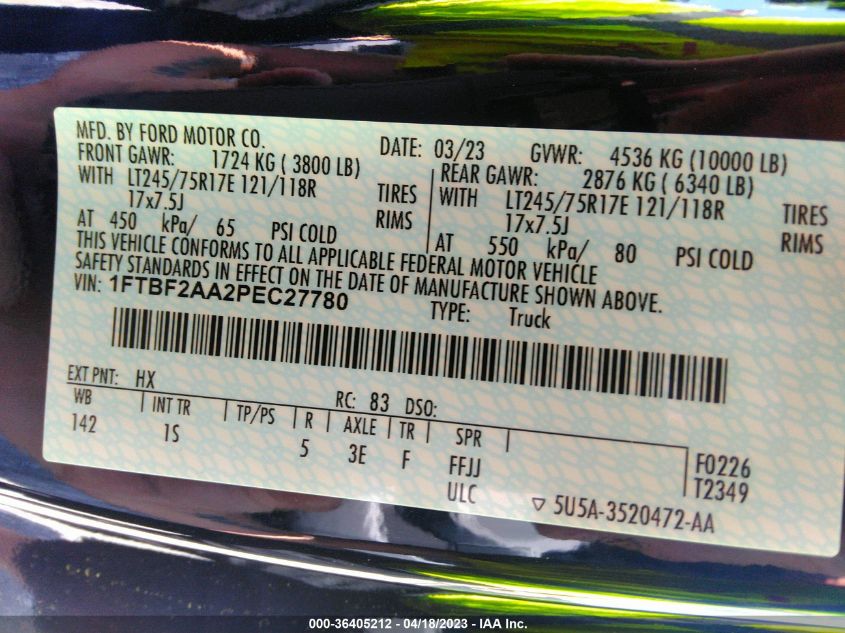 MFD. BY FORD MOTOR CO. DATE: 03/23 GVWR: 4536 KG (10000 LB)
FRONT GAWR: 1724 KG ( 3800 LB) REAR GAWR: 2876 KG ( 6340 LB)
WITH LT245/75R17E 121/118R TIRES WITH LT245/75R17E 121/118R TIRES
17x7.5J RIMS 17x7.5J RIMS
AT 450 kPa/ 65 PSI COLD AT 550 kPa/ 80 PSI COLD
THIS VEHICLE CONFORMS TO ALL APPLICABLE FEDERAL MOTOR VEHICLE
SAFETY STANDARDS IN EFFECT ON THE DATE OF MANUFACTURE SHOWN ABOVE.
VIN: 1FTBF2AA2PEC27780 TYPE: Truck
EXT PNT: HX RC: 83 DSO:
WB INT TR TP/PS R AXLE TR SPR
142 1S 5 3E F FFJJ F0226
ULC T2349
▽ 5U5A-3520472-AA
000-36405212 - 04/18/2023 - IAA Inc.